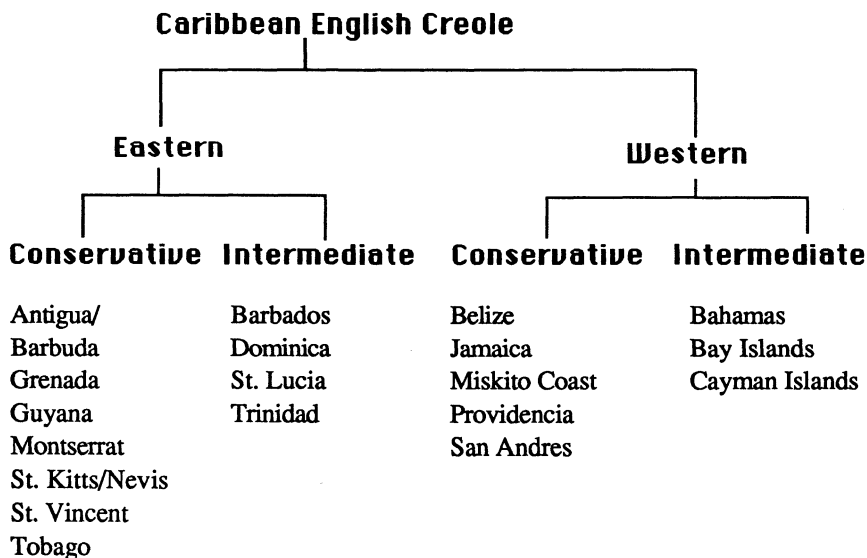 Caribbean English Creole
Eastern
Western
Conservative Intermediate
Conservative Intermediate
Antigua/
Barbuda
Grenada
Guyana
Montserrat
St. Kitts/Nevis
St. Vincent
Tobago
Barbados
Dominica
St. Lucia
Trinidad
Belize
Jamaica
Miskito Coast
Providencia
San Andres
Bahamas
Bay Islands
Cayman Islands